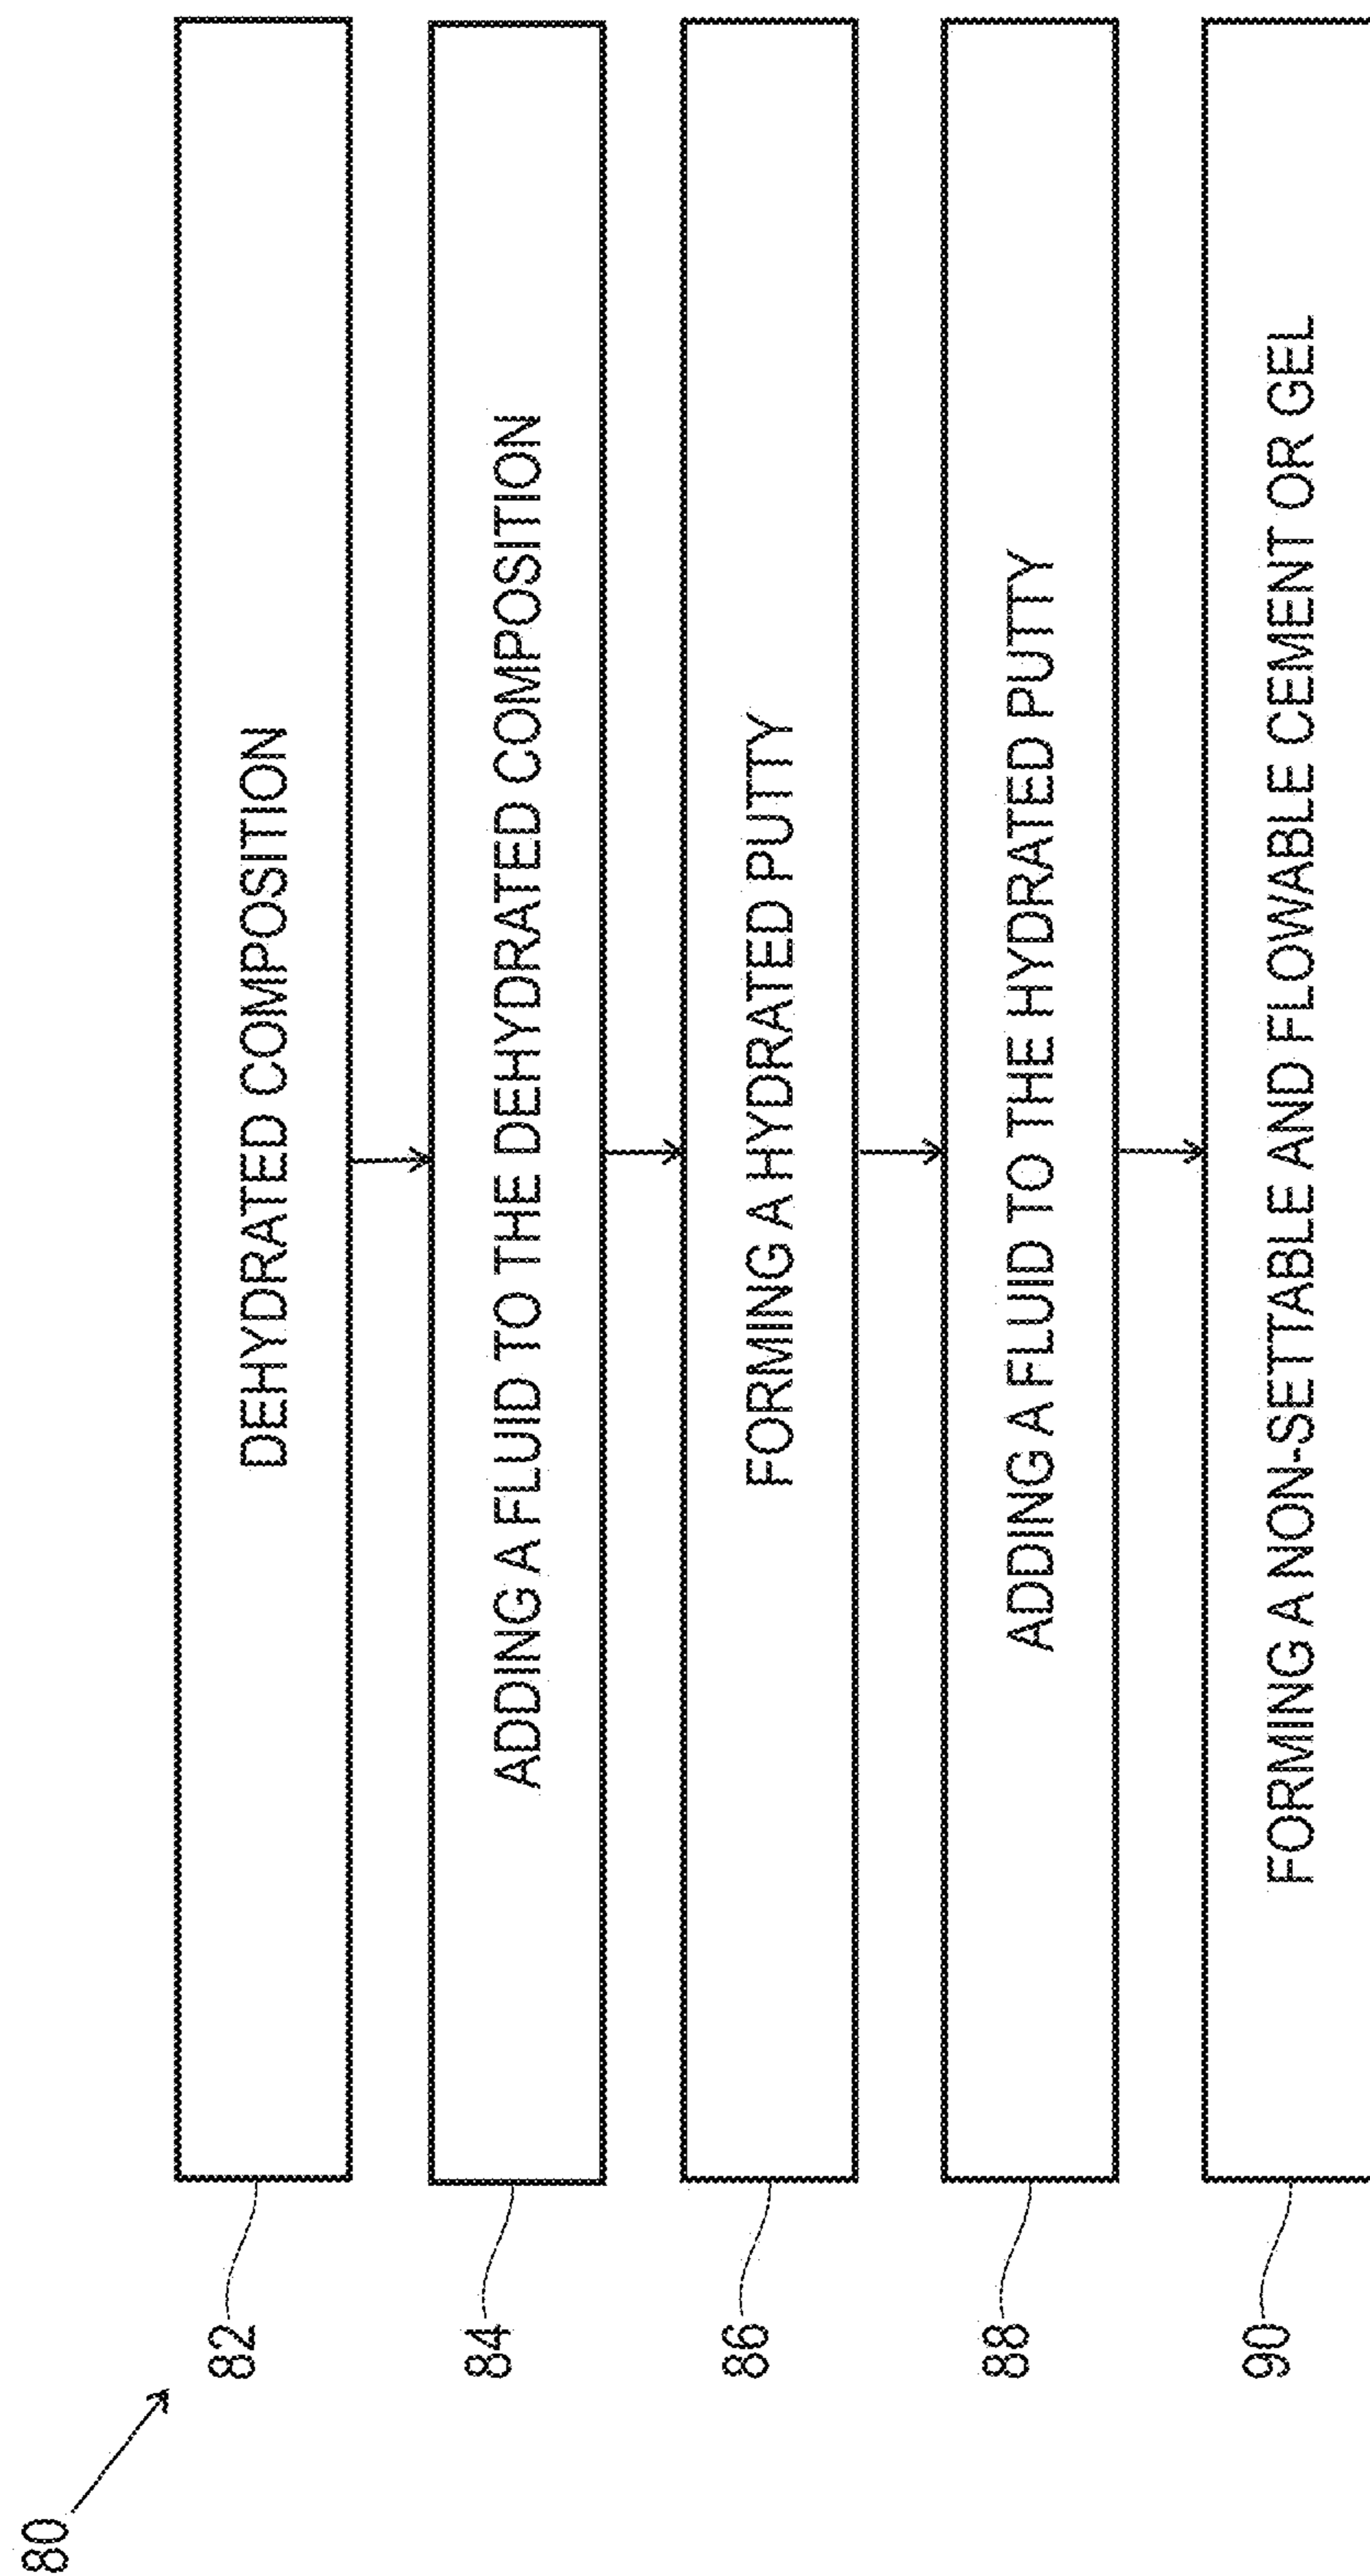 80
82 DEHYDRATED COMPOSITION
84 ADDING A FLUID TO THE DEHYDRATED COMPOSITION
86 FORMING A HYDRATED PUTTY
88 ADDING A FLUID TO THE HYDRATED PUTTY
90 FORMING A NON-SETTABLE AND FLOWABLE CEMENT OR GEL